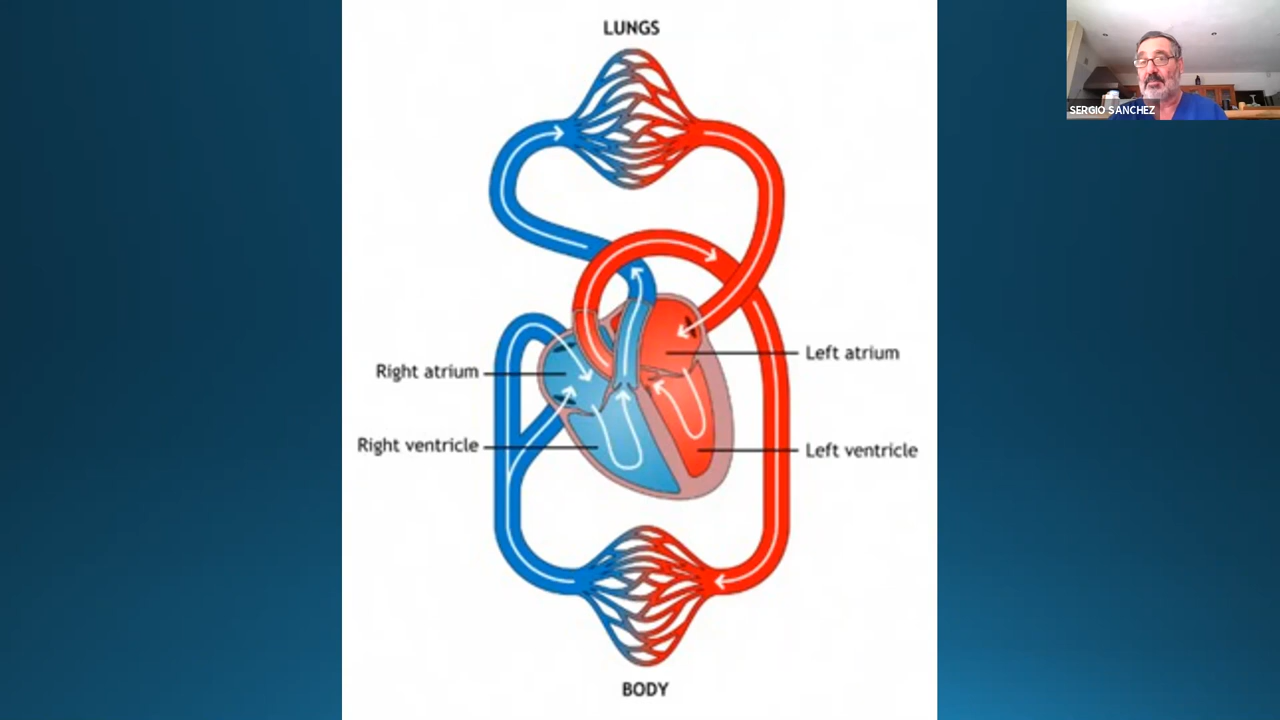 LUNGS
SERGIO SANCHEZ
Left atrium
Right atrium
Right ventricle
Left ventricle
BODY